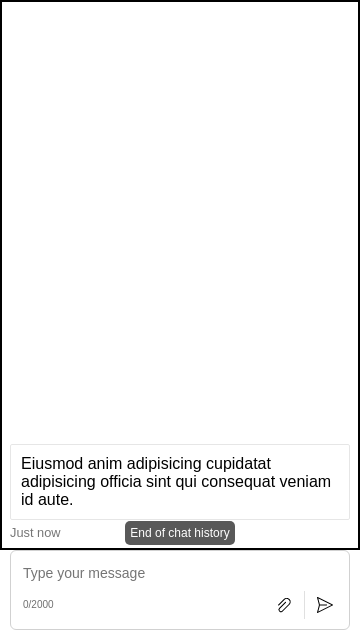 Eiusmod anim adipisicing cupidatat
adipisicing officia sint qui consequat veniam
id aute.
Just now
End of chat history
Type your message
0/2000